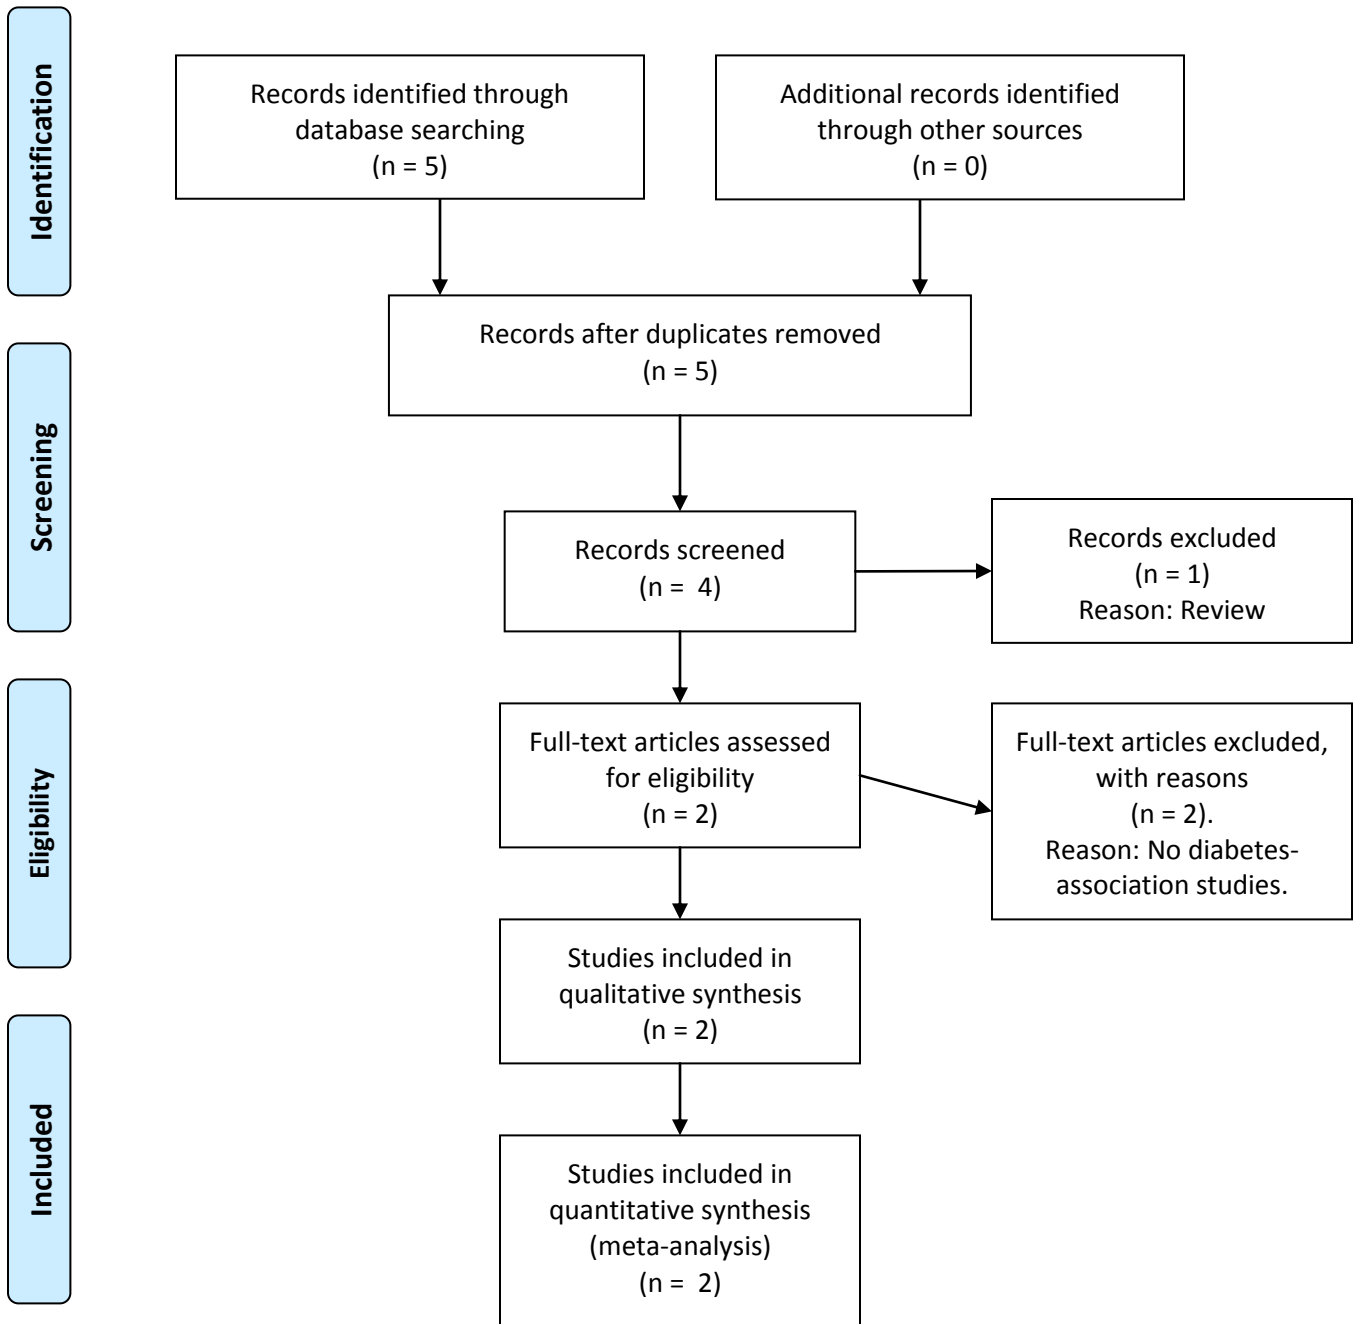 Identification
Records identified through
database searching
(n = 5)
Additional records identified
through other sources
(n = 0)
Records after duplicates removed
(n = 5)
Screening
Records screened
(n = 4)
Records excluded
(n = 1)
Reason: Review
Eligibility
Full-text articles assessed
for eligibility
(n = 2)
Full-text articles excluded,
with reasons
(n = 2).
Reason: No diabetes-
association studies.
Studies included in
qualitative synthesis
(n = 2)
Included
Studies included in
quantitative synthesis
(meta-analysis)
(n = 2)